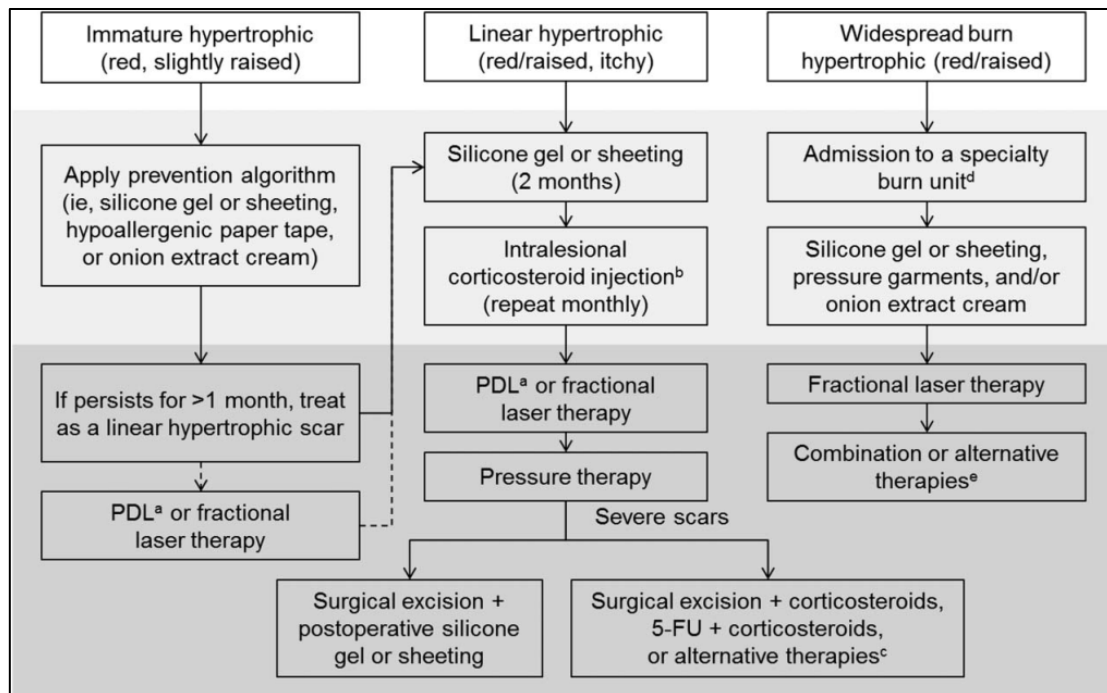 Immature hypertrophic
(red, slightly raised)
Linear hypertrophic
(red/raised, itchy)
Widespread burn
hypertrophic (red/raised)
Apply prevention algorithm
(ie, silicone gel or sheeting,
hypoallergenic paper tape,
or onion extract cream)
Silicone gel or sheeting
(2 months)
Admission to a specialty
burn unitᵈ
Intralesional
corticosteroid injectionᵇ
(repeat monthly)
Silicone gel or sheeting,
pressure garments, and/or
onion extract cream
If persists for >1 month, treat
as a linear hypertrophic scar
PDLᵃ or fractional
laser therapy
Fractional laser therapy
PDLᵃ or fractional
laser therapy
Pressure therapy
Combination or alternative
therapiesᵉ
Severe scars
Surgical excision +
postoperative silicone
gel or sheeting
Surgical excision + corticosteroids,
5-FU + corticosteroids,
or alternative therapiesᶜ